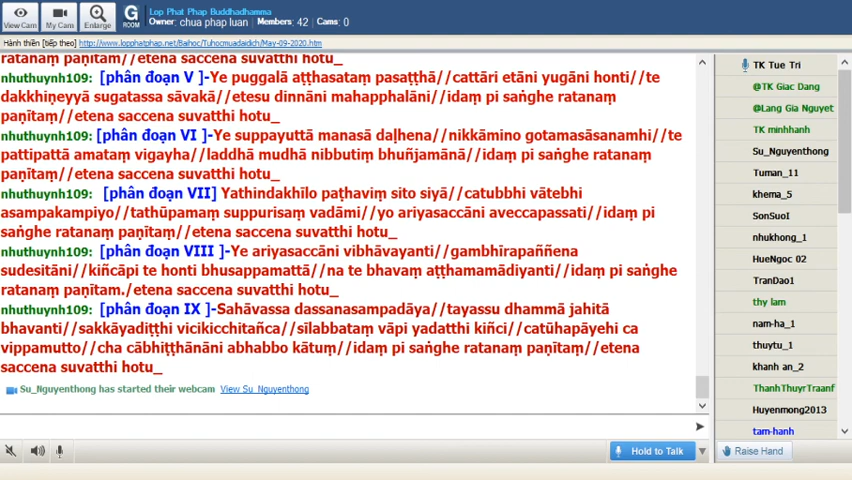 View Cam
My Cams
Enlarge
G
ROOM
Lop Phat Phap Buddhadhamma
Owner: chua phap luan Members: 42 Cams: 0
Hành thiền [tiếp theo] http://www.lopphatphap.net/Baihoc/Tuhocmuadaidich/May-09-2020.htm
ratanaṃ paṇītaṃ//etena saccena suvatthi hotu_
nhuthuynh109: [phân đoạn V ]-Ye puggalā aṭṭhasataṃ pasaṭṭhā//cattāri etāni yugāni honti//te
dakkhiṇeyyā sugatassa sāvakā//etesu dinnāni mahapphalāni//idaṃ pi saṅghe ratanaṃ
paṇītaṃ//etena saccena suvatthi hotu_
nhuthuynh109: [phân đoạn VI ]-Ye suppayuttā manasā daḷhena//nikkāmino gotamasāsanamhi//te
pattipattā amataṃ vigayha//laddhā mudhā nibbutiṃ bhuñjamānā//idaṃ pi saṅghe ratanaṃ
paṇītaṃ//etena saccena suvatthi hotu_
nhuthuynh109: [phân đoạn VII] Yathindakhīlo paṭhaviṃ sito siyā//catubbhi vātebhi
asampakampiyo//tathūpamaṃ suppurisaṃ vadāmi//yo ariyasaccāni aveccapassati//idaṃ pi
saṅghe ratanaṃ paṇītaṃ//etena saccena suvatthi hotu_
nhuthuynh109: [phân đoạn VIII ]-Ye ariyasaccāni vibhāvayanti//gambhīrapaññena
sudesitāni//kiñcāpi te honti bhusappamattā//na te bhavaṃ aṭṭhamamādiyanti//idaṃ pi saṅghe
ratanaṃ paṇītam./etena saccena suvatthi hotu_
nhuthuynh109: [phân đoạn IX ]-Sahāvassa dassanasampadāya//tayassu dhammā jahitā
bhavanti//sakkāyadiṭṭhi vicikicchitañca//sīlabbataṃ vāpi yadatthi kiñci//catūhapāyehi ca
vippamutto//cha cābhiṭṭhānāni abhabbo kātuṃ//idaṃ pi saṅghe ratanaṃ paṇītaṃ//etena
saccena suvatthi hotu_
Su_Nguyenthong has started their webcam View Su_Nguyenthong
Hold to Talk
TK Tue Tri
@TK Giac Dang
@Lang Gia Nguyet
TK minhhanh
Su_Nguyenthong
Tuman_11
khema_5
SonSuoI
nhukhong_1
HueNgoc 02
TranDao1
thy lam
nam-ha_1
thuytu_1
khanh an_2
ThanhThuyrTraanf
Huyenmong2013
tam-hanh
Raise Hand